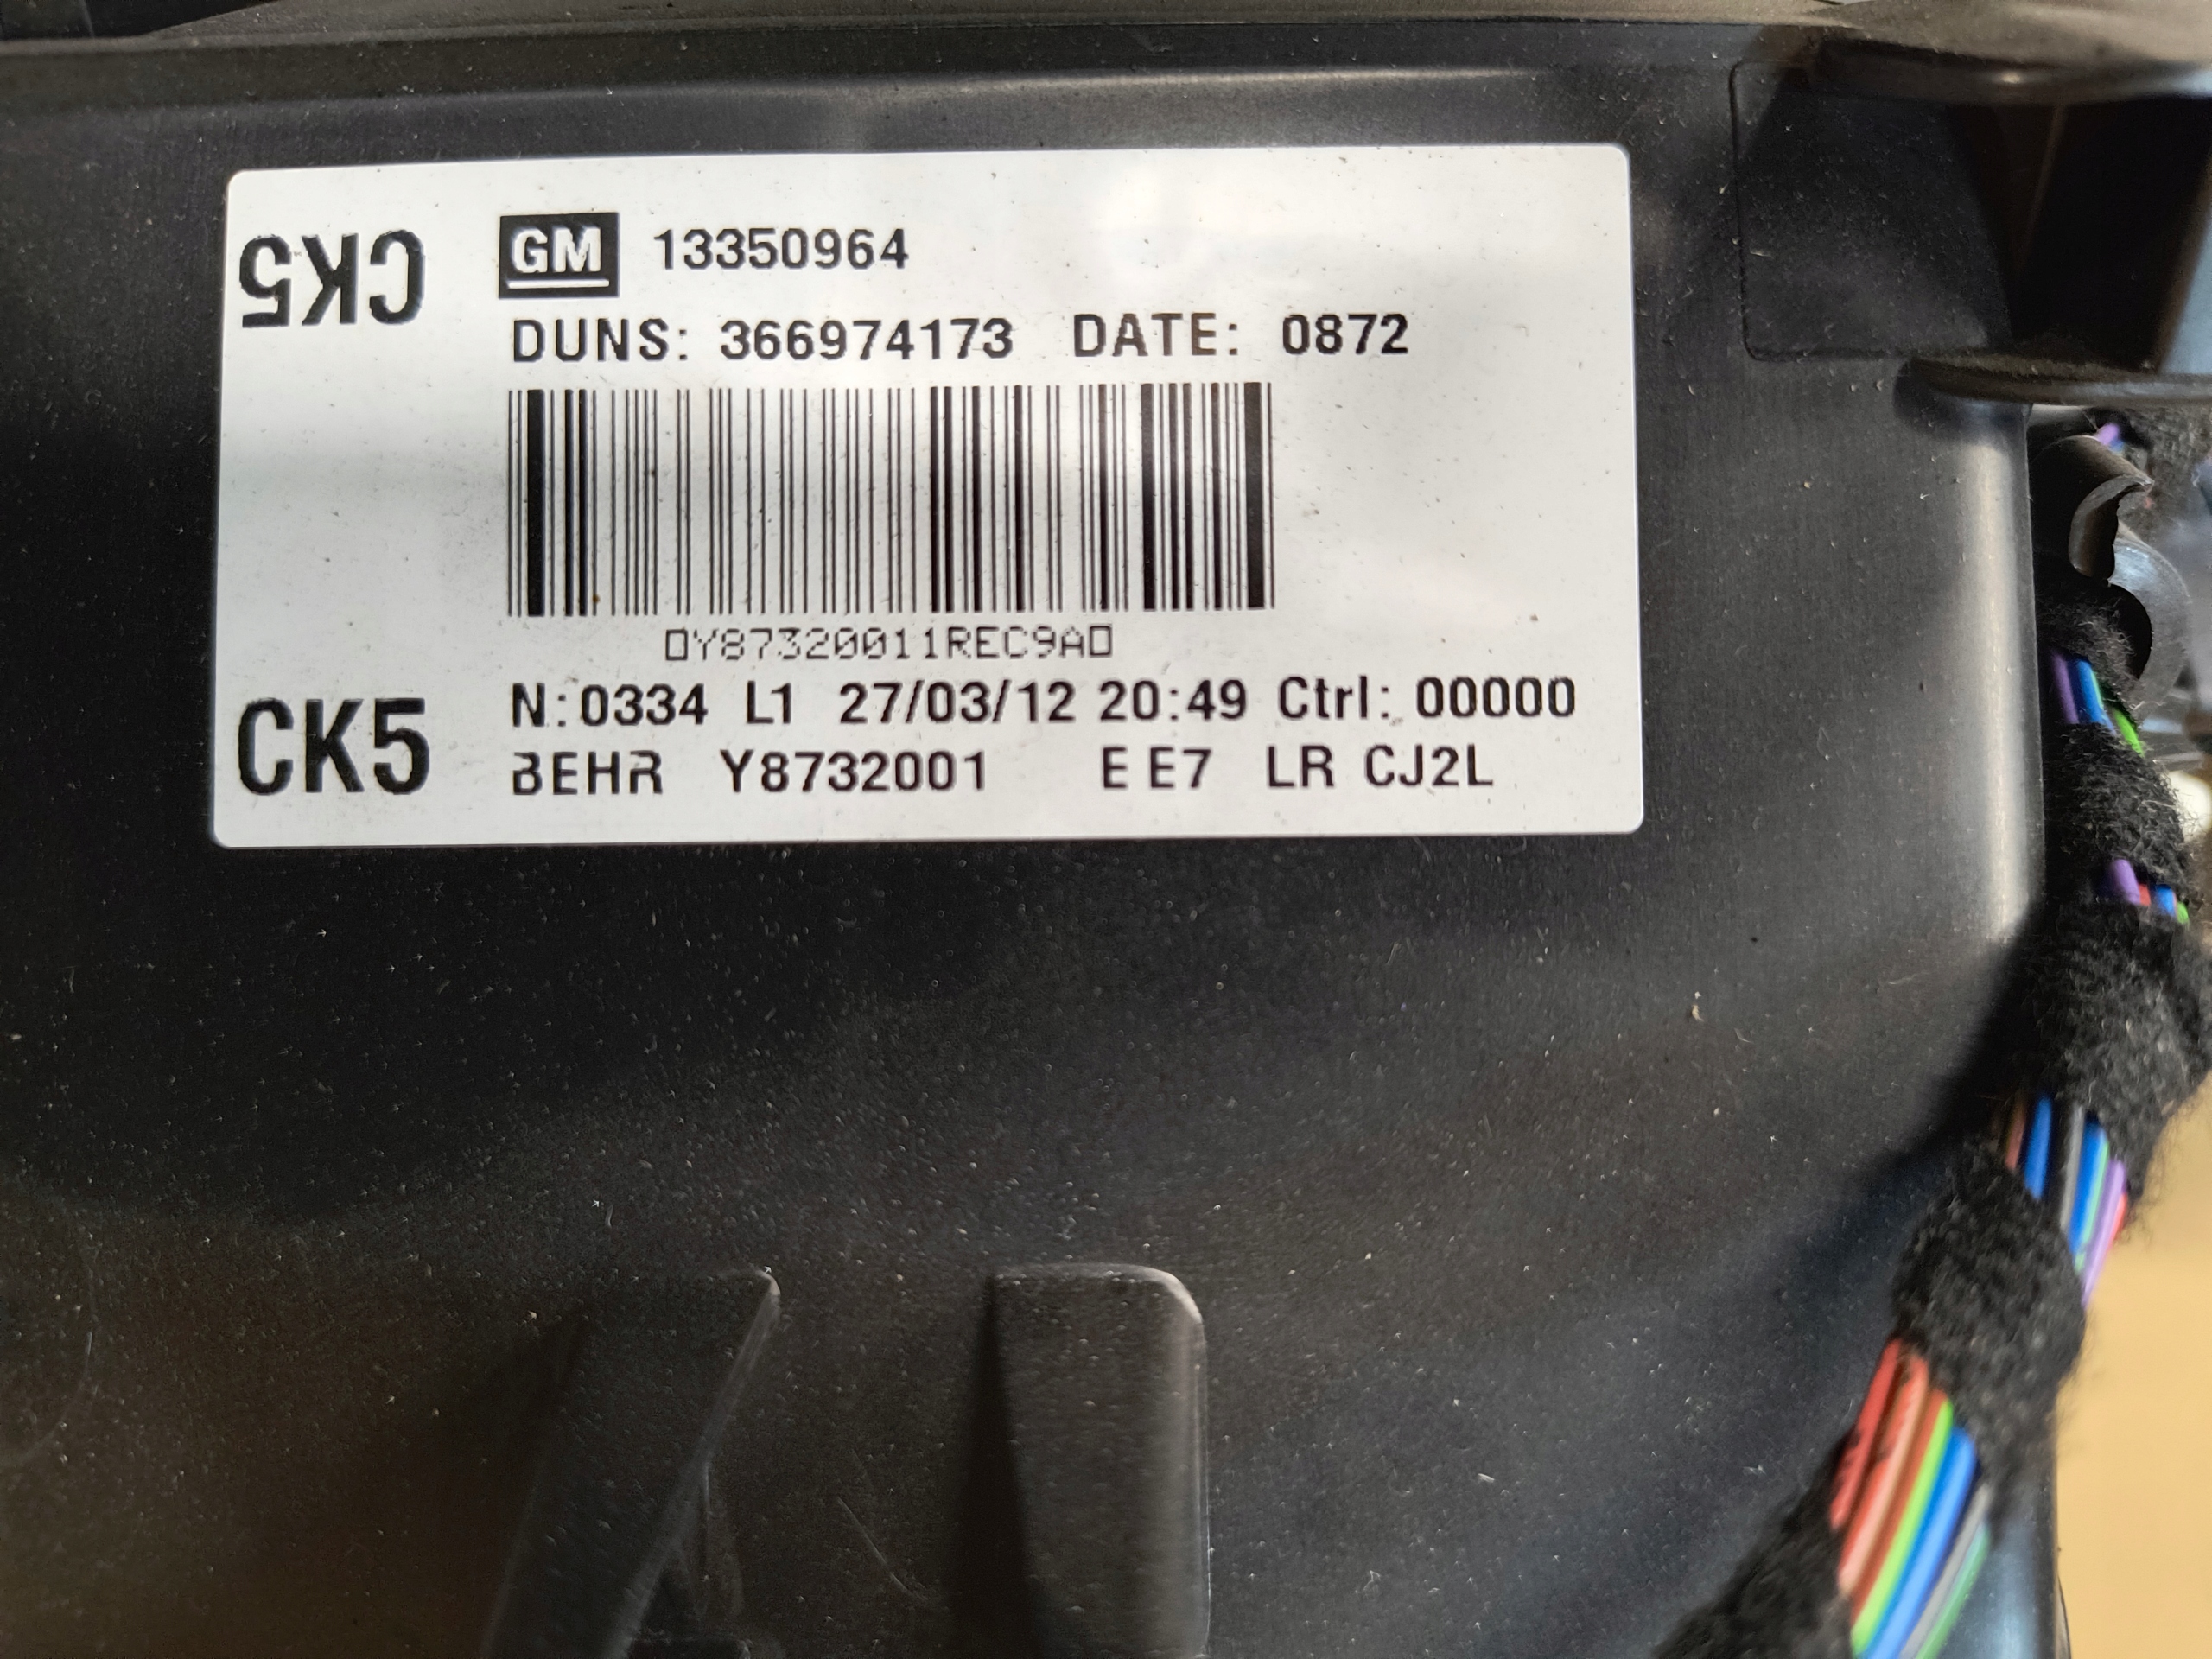 CK5
GM 13350964
DUNS: 366974173 DATE: 0872
0Y87320011REC9A0
CK5
N:0334 L1 27/03/12 20:49 Ctrl: 00000
BEHR Y8732001 E E7 LR CJ2L